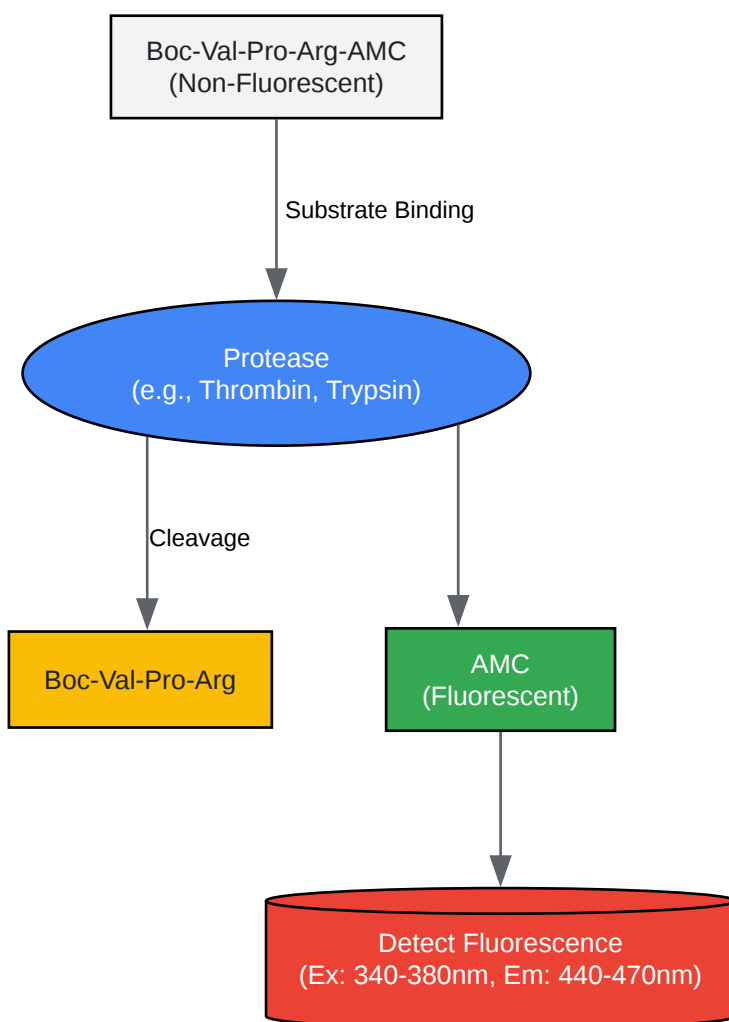 Boc-Val-Pro-Arg-AMC
(Non-Fluorescent)
Substrate Binding
Protease
(e.g., Thrombin, Trypsin)
Cleavage
Boc-Val-Pro-Arg
AMC
(Fluorescent)
Detect Fluorescence
(Ex: 340-380nm, Em: 440-470nm)